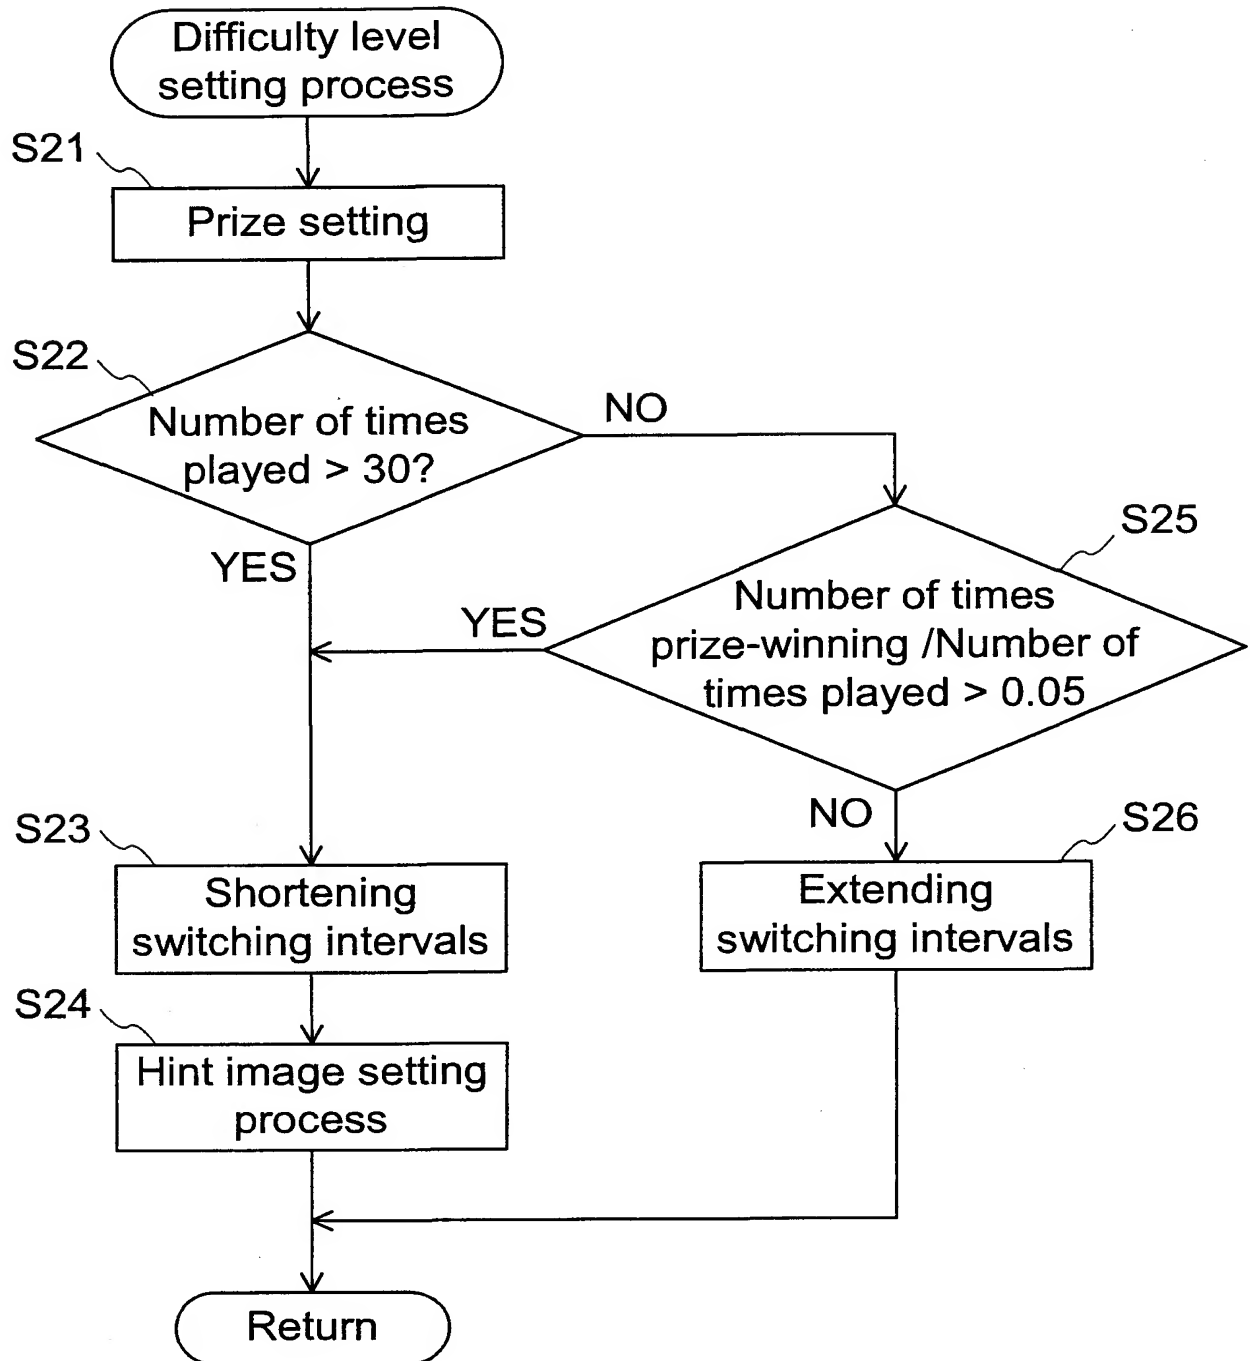 Difficulty level
setting process
S21
Prize setting
S22
Number of times
played > 30?
NO
YES
S25
Number of times
prize-winning /Number of
times played > 0.05
YES
NO
S23
Shortening
switching intervals
S26
Extending
switching intervals
S24
Hint image setting
process
Return